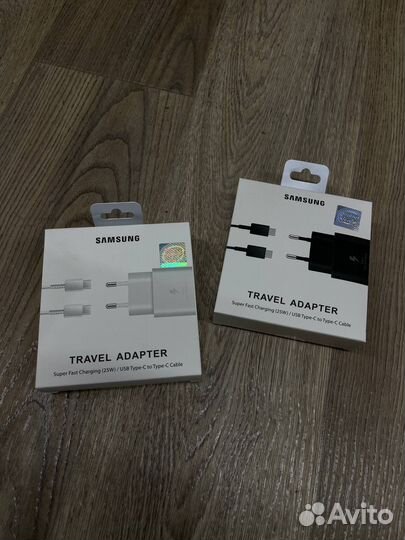 SAMSUNG
TRAVEL ADAPTER
Super Fast Charging (25W) / USB Type-C to Type-C Cable
SAMSUNG
TRAVEL ADAPTER
Super Fast Charging (25W) / USB Type-C to Type-C Cable
Avito